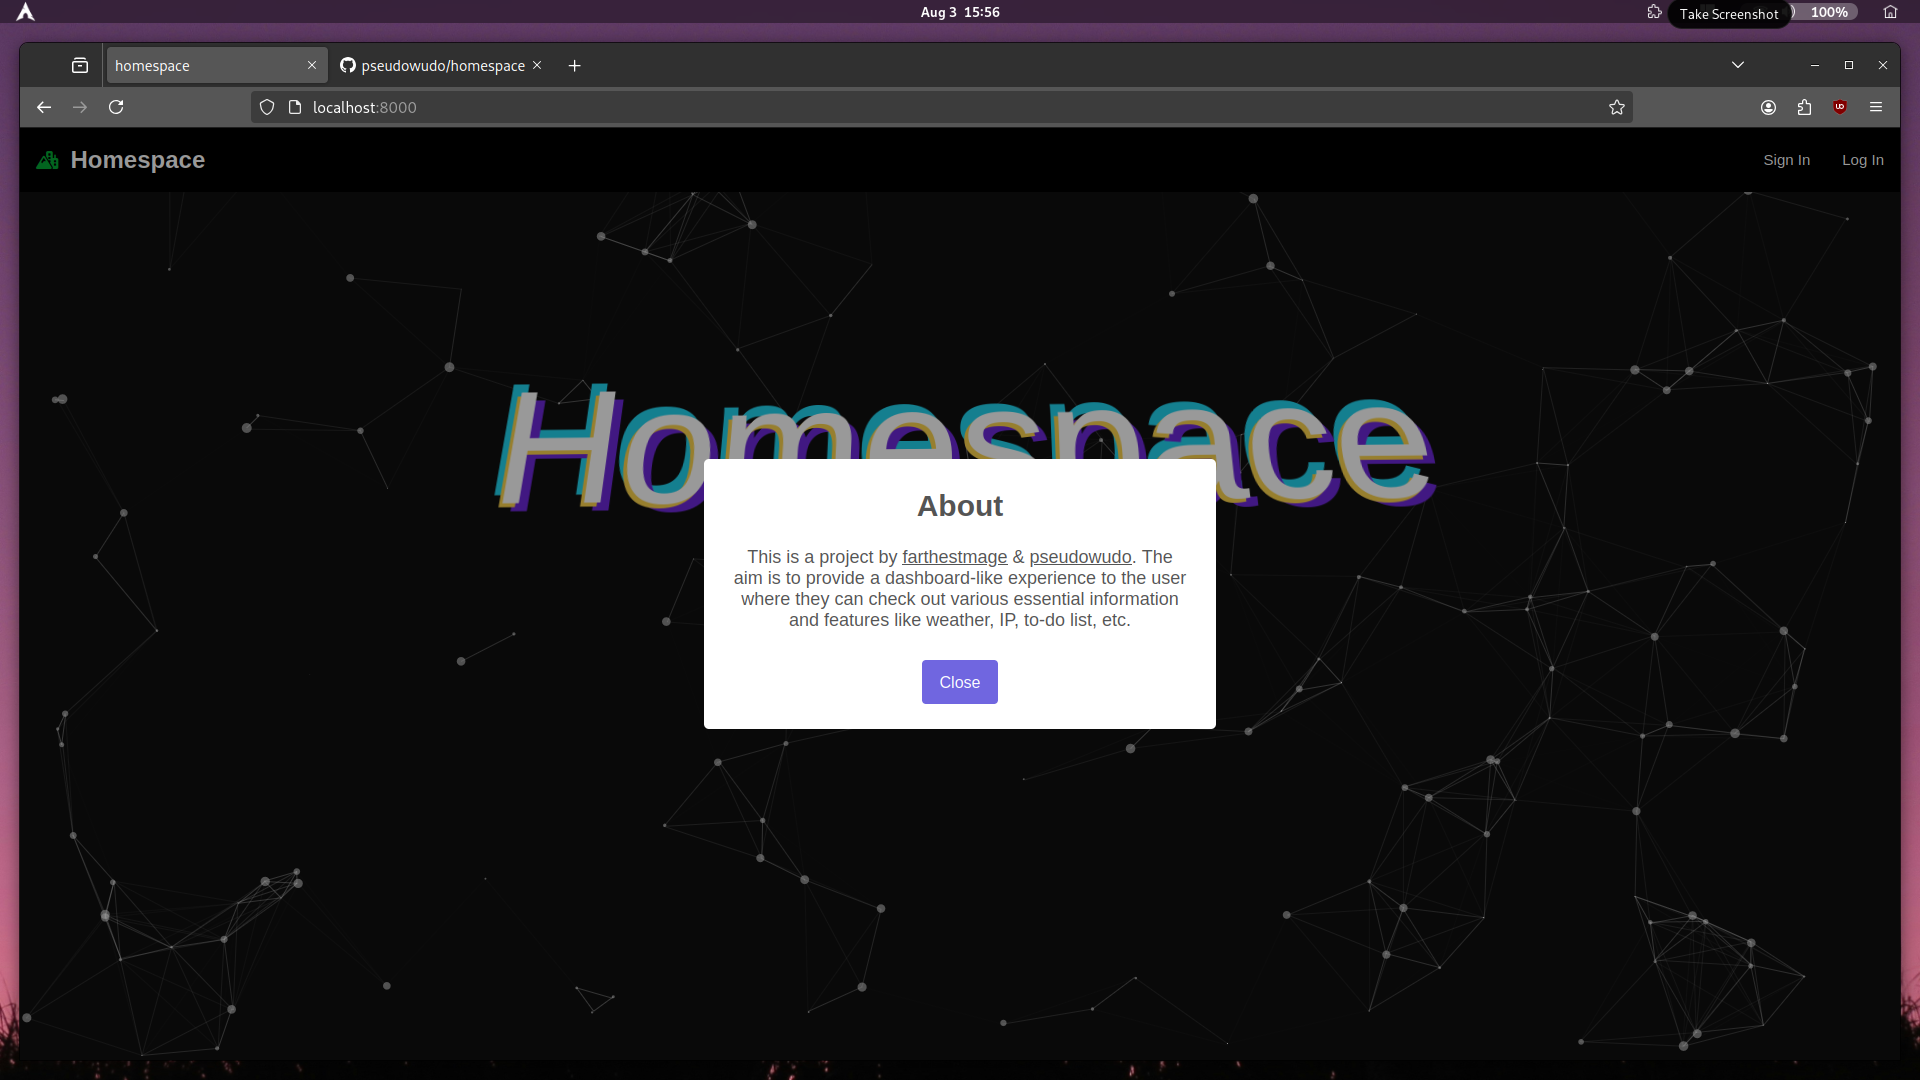 Aug 3 15:56
Take Screenshot
100%
homespace
pseudowudo/homespace
localhost:8000
Homespace
Sign In
Log In
Homespace
About
This is a project by farthestmage & pseudowudo. The
aim is to provide a dashboard-like experience to the user
where they can check out various essential information
and features like weather, IP, to-do list, etc.
Close